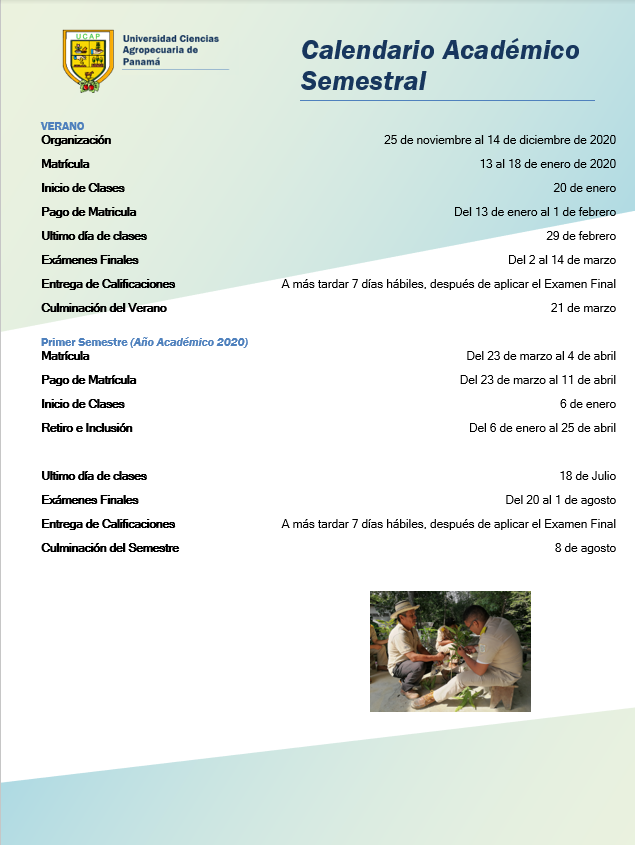 UCAP
Universidad Ciencias
Agropecuaria de
Panamá
Calendario Académico
Semestral
VERANO
Organización 25 de noviembre al 14 de diciembre de 2020
Matrícula 13 al 18 de enero de 2020
Inicio de Clases 20 de enero
Pago de Matricula Del 13 de enero al 1 de febrero
Ultimo día de clases 29 de febrero
Exámenes Finales Del 2 al 14 de marzo
Entrega de Calificaciones A más tardar 7 días hábiles, después de aplicar el Examen Final
Culminación del Verano 21 de marzo
Primer Semestre (Año Académico 2020)
Matrícula Del 23 de marzo al 4 de abril
Pago de Matrícula Del 23 de marzo al 11 de abril
Inicio de Clases 6 de enero
Retiro e Inclusión Del 6 de enero al 25 de abril
Ultimo día de clases 18 de Julio
Exámenes Finales Del 20 al 1 de agosto
Entrega de Calificaciones A más tardar 7 días hábiles, después de aplicar el Examen Final
Culminación del Semestre 8 de agosto